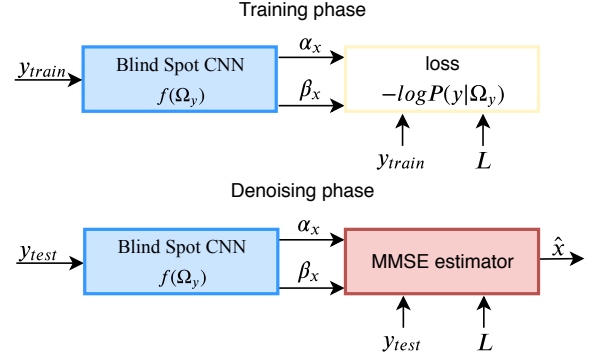 Training phase
y_train
Blind Spot CNN
f(Ω_y)
α_x
β_x
loss
−logP(y|Ω_y)
y_train
L
Denoising phase
y_test
Blind Spot CNN
f(Ω_y)
α_x
β_x
MMSE estimator
x̂
y_test
L